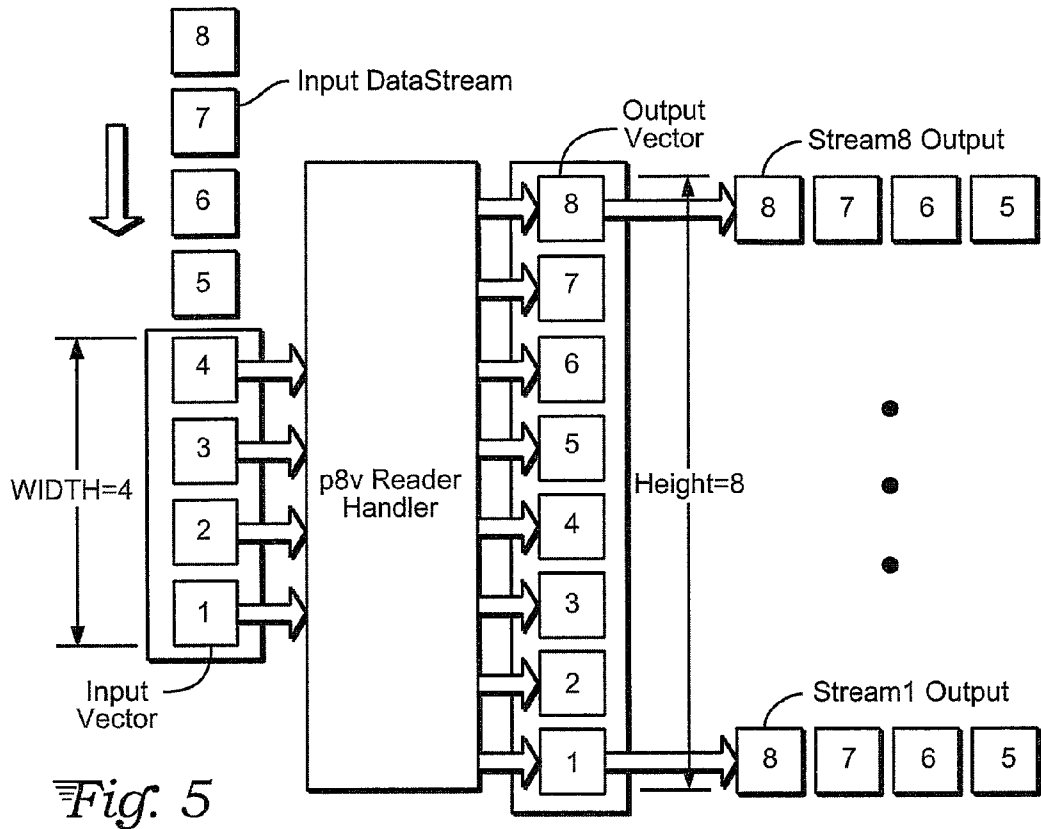 8
7
Input DataStream
6
5
4
3
2
1
WIDTH=4
Input
Vector
p8v Reader
Handler
Output
Vector
8
7
6
5
4
3
2
1
Height=8
Stream8 Output
8 7 6 5
Stream1 Output
8 7 6 5
Fig. 5